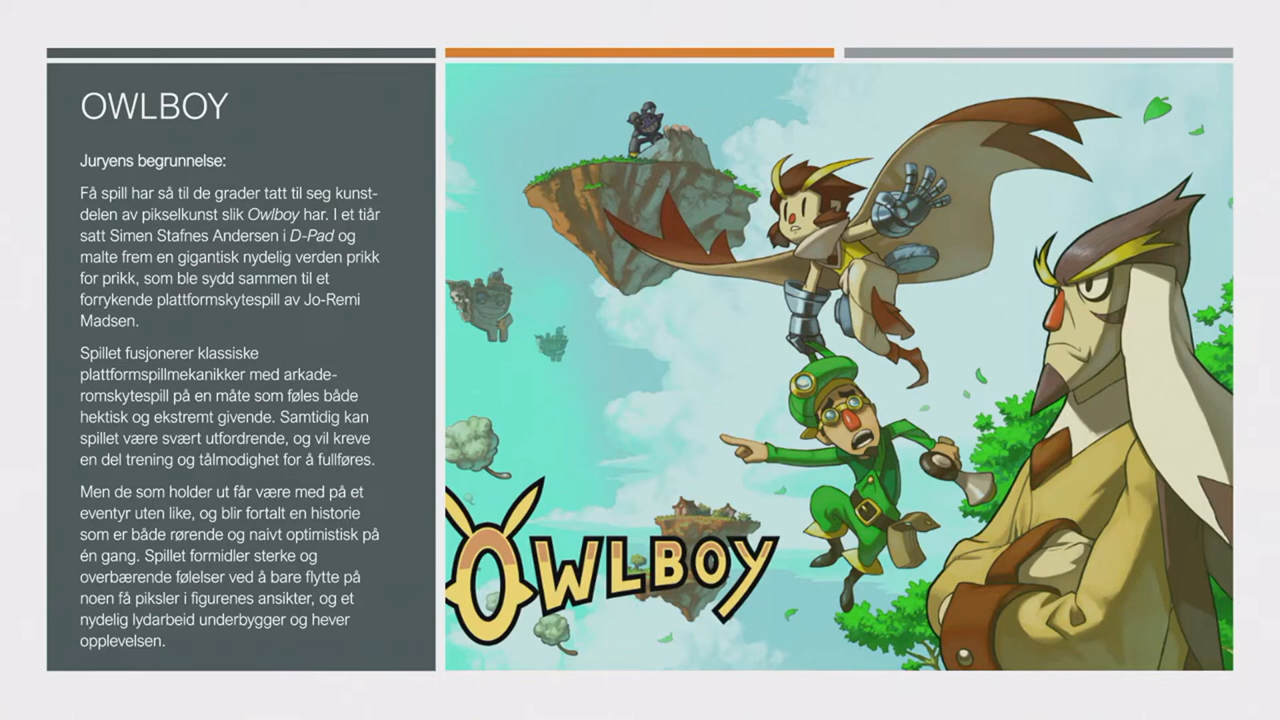 OWLBOY
Juryens begrunnelse:
Få spill har så til de grader tatt til seg kunst-
delen av pikselkunst slik Owlboy har. I et tiår
satt Simen Stafnes Andersen i D-Pad og
malte frem en gigantisk nydelig verden prikk
for prikk, som ble sydd sammen til et
forrykende plattformskytespill av Jo-Remi
Madsen.
Spillet fusjonerer klassiske
plattformspillmekanikker med arkade-
romskytespill på en måte som føles både
hektisk og ekstremt givende. Samtidig kan
spillet være svært utfordrende, og vil kreve
en del trening og tålmodighet for å fullføres.
Men de som holder ut får være med på et
eventyr uten like, og blir fortalt en historie
som er både rørende og naivt optimistisk på
én gang. Spillet formidler sterke og
overbærende følelser ved å bare flytte på
noen få piksler i figurenes ansikter, og et
nydelig lydarbeid underbygger og hever
opplevelsen.
OWLBOY